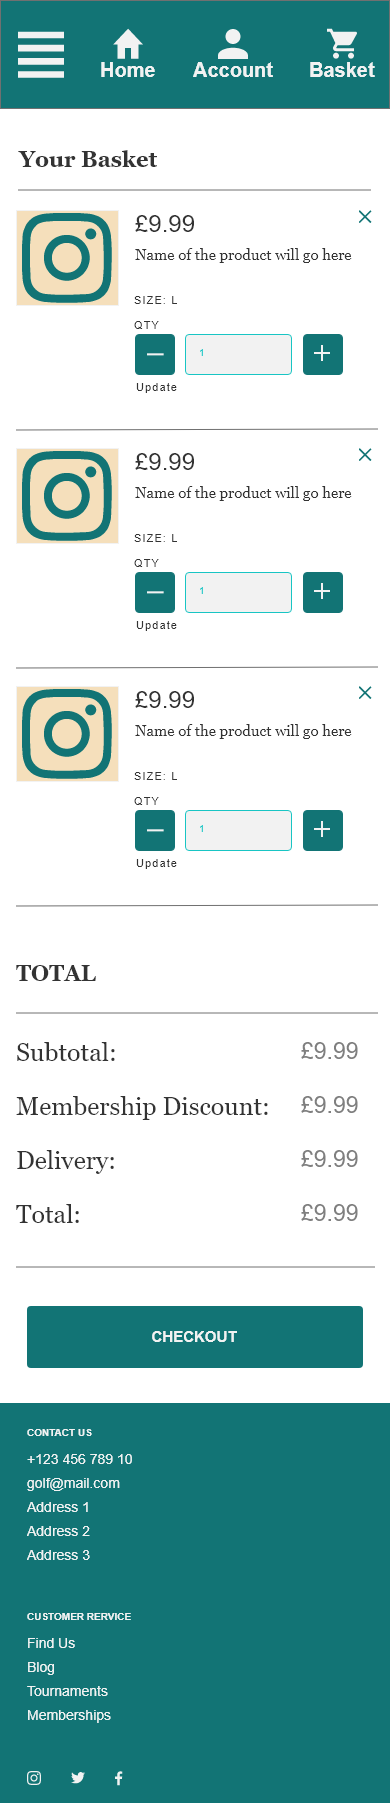 Home Account Basket
Your Basket
£9.99
Name of the product will go here
SIZE: L
QTY
1
Update
£9.99
Name of the product will go here
SIZE: L
QTY
1
Update
£9.99
Name of the product will go here
SIZE: L
QTY
1
Update
TOTAL
Subtotal: £9.99
Membership Discount: £9.99
Delivery: £9.99
Total: £9.99
CHECKOUT
CONTACT US
+123 456 789 10
golf@mail.com
Address 1
Address 2
Address 3
CUSTOMER RERVICE
Find Us
Blog
Tournaments
Memberships